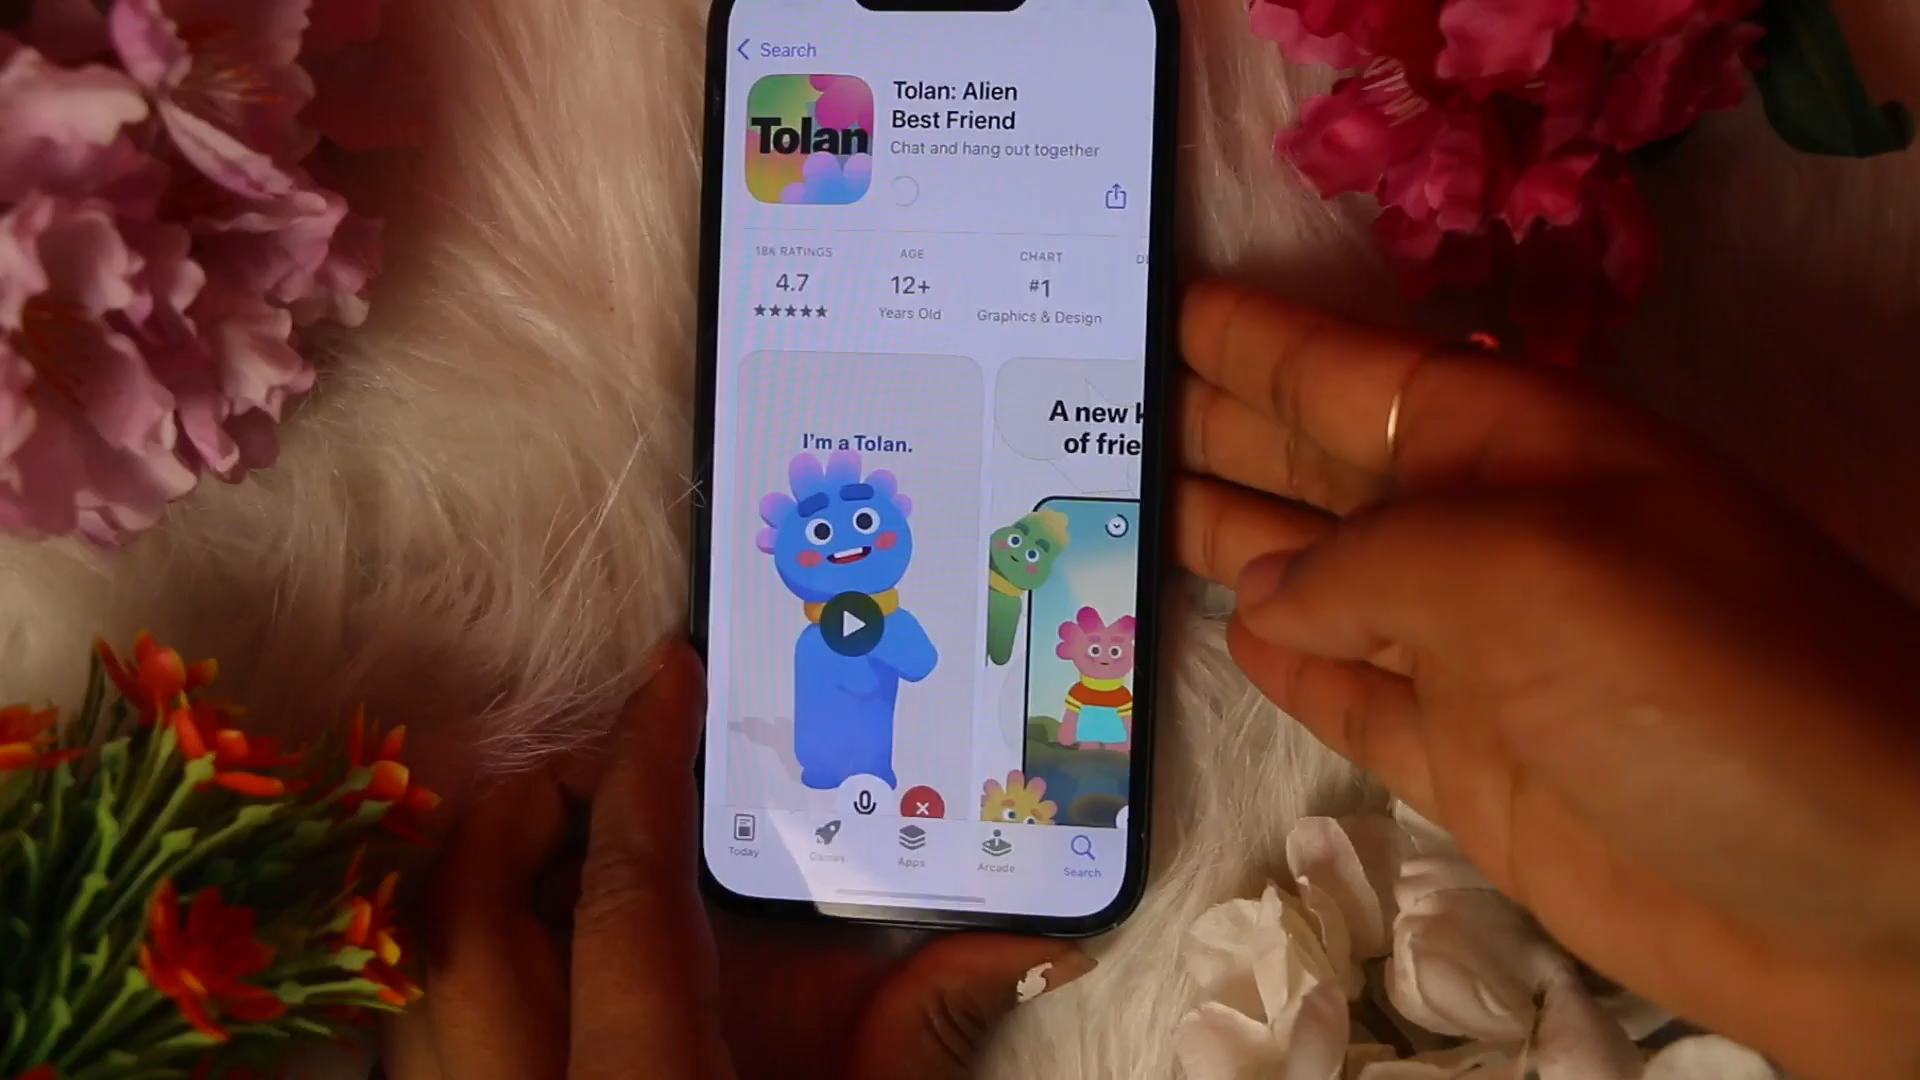 Search
Tolan
Tolan: Alien
Best Friend
Chat and hang out together
18K RATINGS
4.7
AGE
12+
Years Old
CHART
#1
Graphics & Design
I'm a Tolan.
A new
of frie
Today
Games
Apps
Arcade
Search